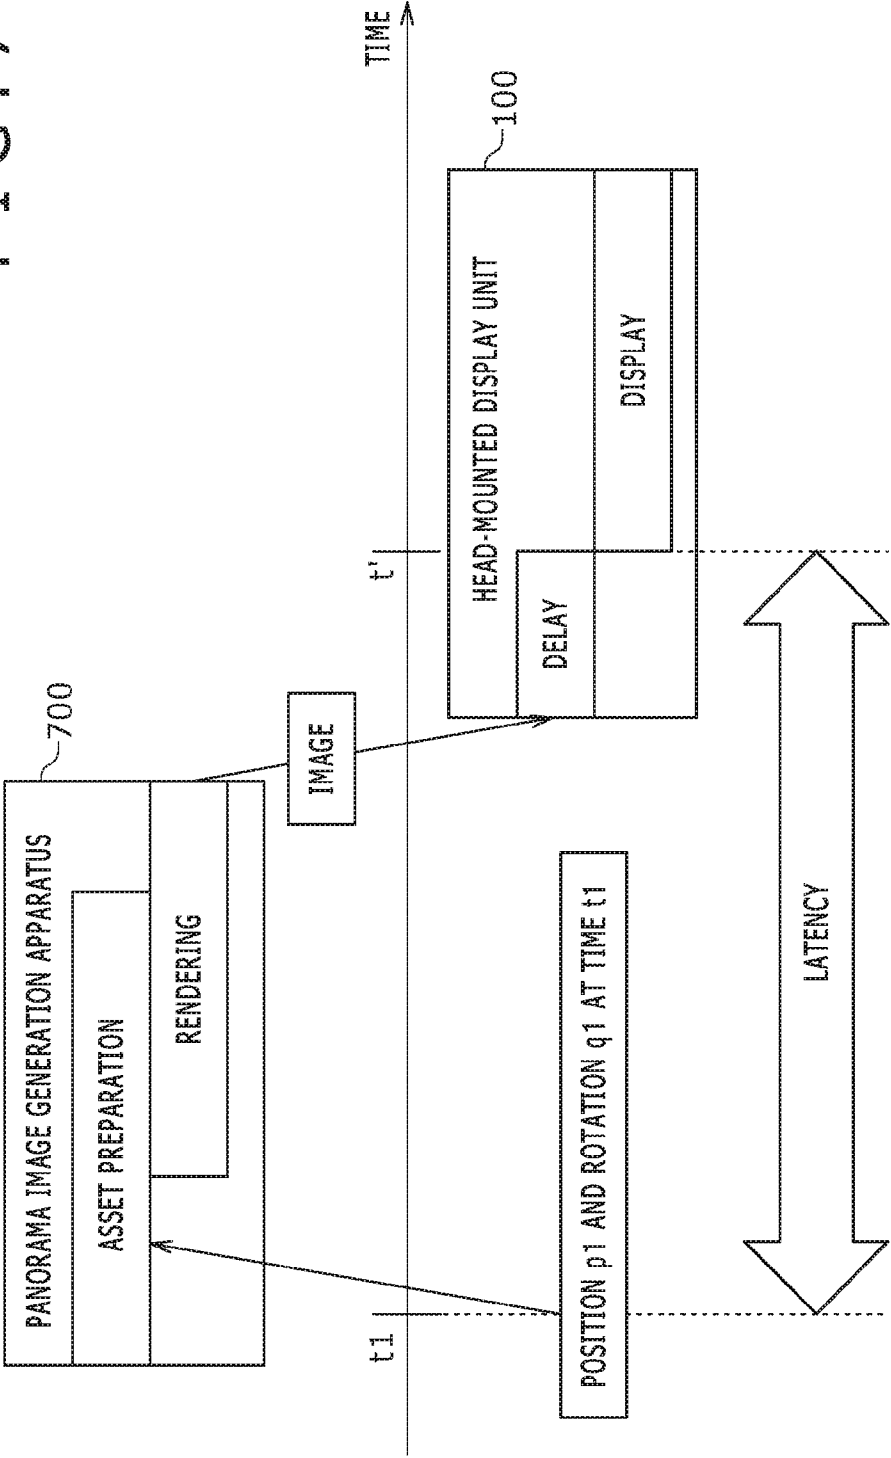 700
PANORAMA IMAGE GENERATION APPARATUS
ASSET PREPARATION
RENDERING
IMAGE
t1
t'
TIME
100
HEAD-MOUNTED DISPLAY UNIT
DELAY
DISPLAY
POSITION p1 AND ROTATION q1 AT TIME t1
LATENCY